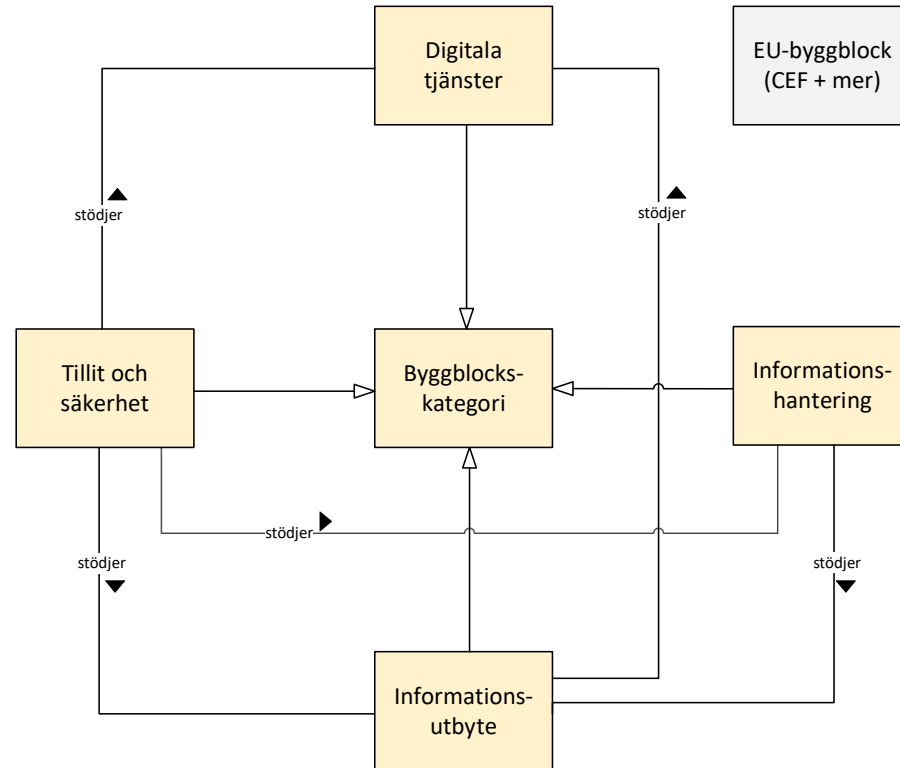 Digitala
tjänster
EU-byggblock
(CEF + mer)
stödjer
stödjer
Tillit och
säkerhet
Byggblocks-
kategori
Informations-
hantering
stödjer
stödjer
stödjer
Informations-
utbyte